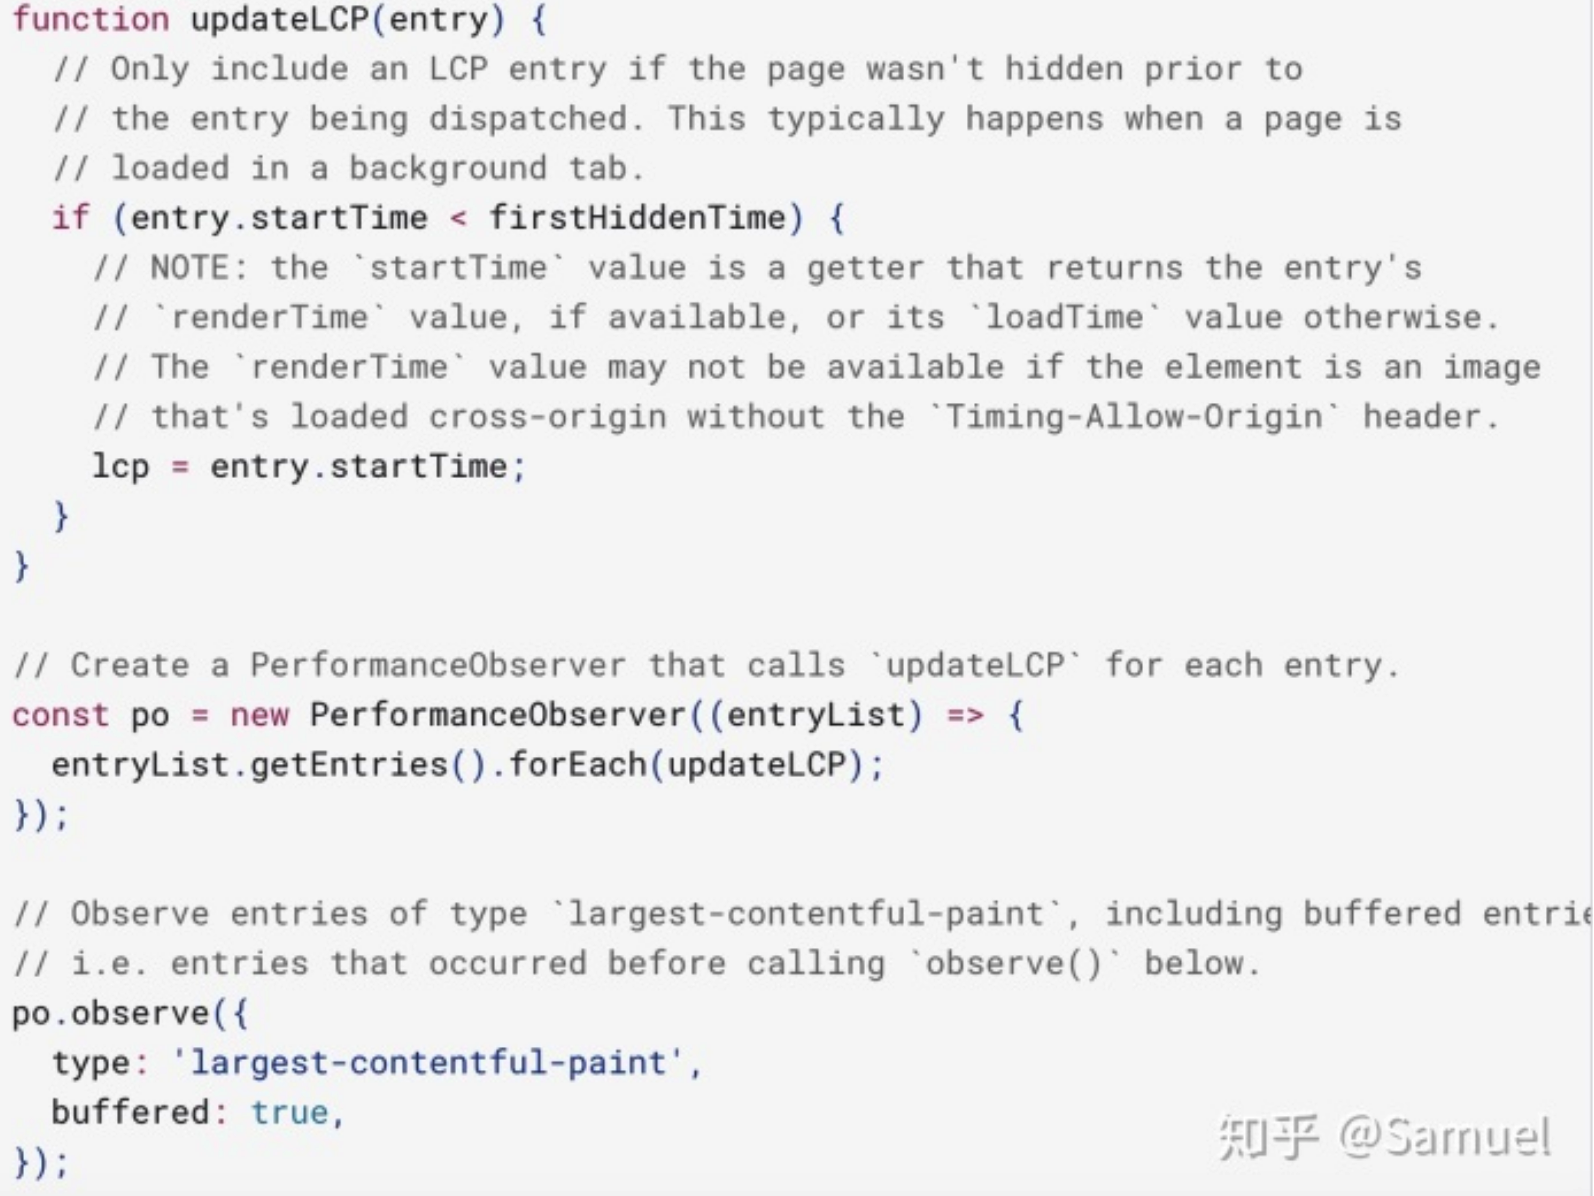 function updateLCP(entry) {
  // Only include an LCP entry if the page wasn't hidden prior to
  // the entry being dispatched. This typically happens when a page is
  // loaded in a background tab.
  if (entry.startTime < firstHiddenTime) {
    // NOTE: the `startTime` value is a getter that returns the entry's
    // `renderTime` value, if available, or its `loadTime` value otherwise.
    // The `renderTime` value may not be available if the element is an image
    // that's loaded cross-origin without the `Timing-Allow-Origin` header.
    lcp = entry.startTime;
  }
}

// Create a PerformanceObserver that calls `updateLCP` for each entry.
const po = new PerformanceObserver((entryList) => {
  entryList.getEntries().forEach(updateLCP);
});

// Observe entries of type `largest-contentful-paint`, including buffered entrie
// i.e. entries that occurred before calling `observe()` below.
po.observe({
  type: 'largest-contentful-paint',
  buffered: true,
});
知乎 @Samuel